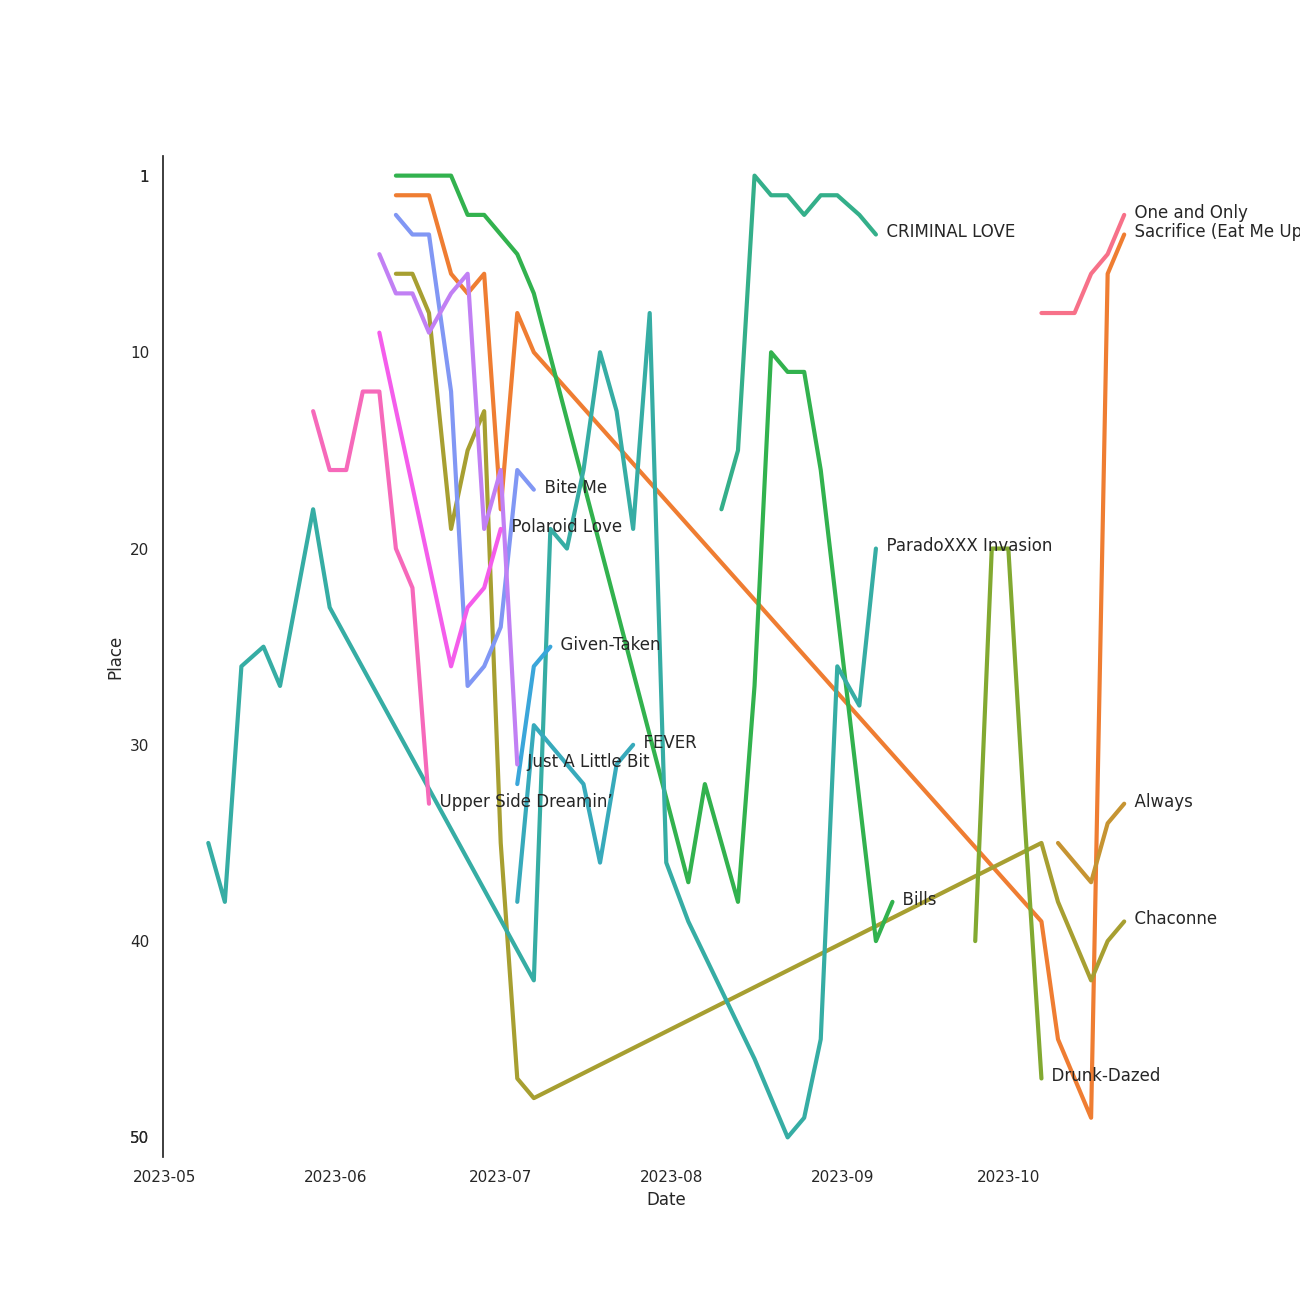 1
One and Only
CRIMINAL LOVE
Sacrifice (Eat Me Up
10
Bite Me
Polaroid Love
20
ParadoXXX Invasion
Given-Taken
Place
30
FEVER
Just A Little Bit
Upper Side Dreamin'
Always
Bills
Chaconne
40
Drunk-Dazed
50
2023-05
2023-06
2023-07
2023-08
2023-09
2023-10
Date